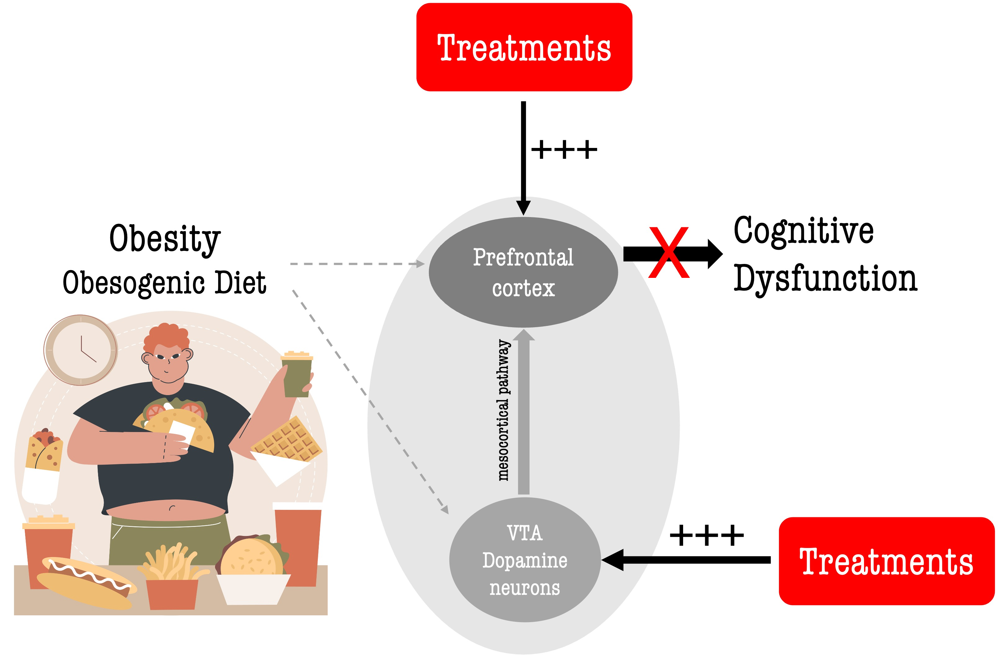 Treatments
+++
Obesity
Obesogenic Diet
Prefrontal
cortex
X
Cognitive
Dysfunction
mesocortical pathway
VTA
Dopamine
neurons
+++
Treatments